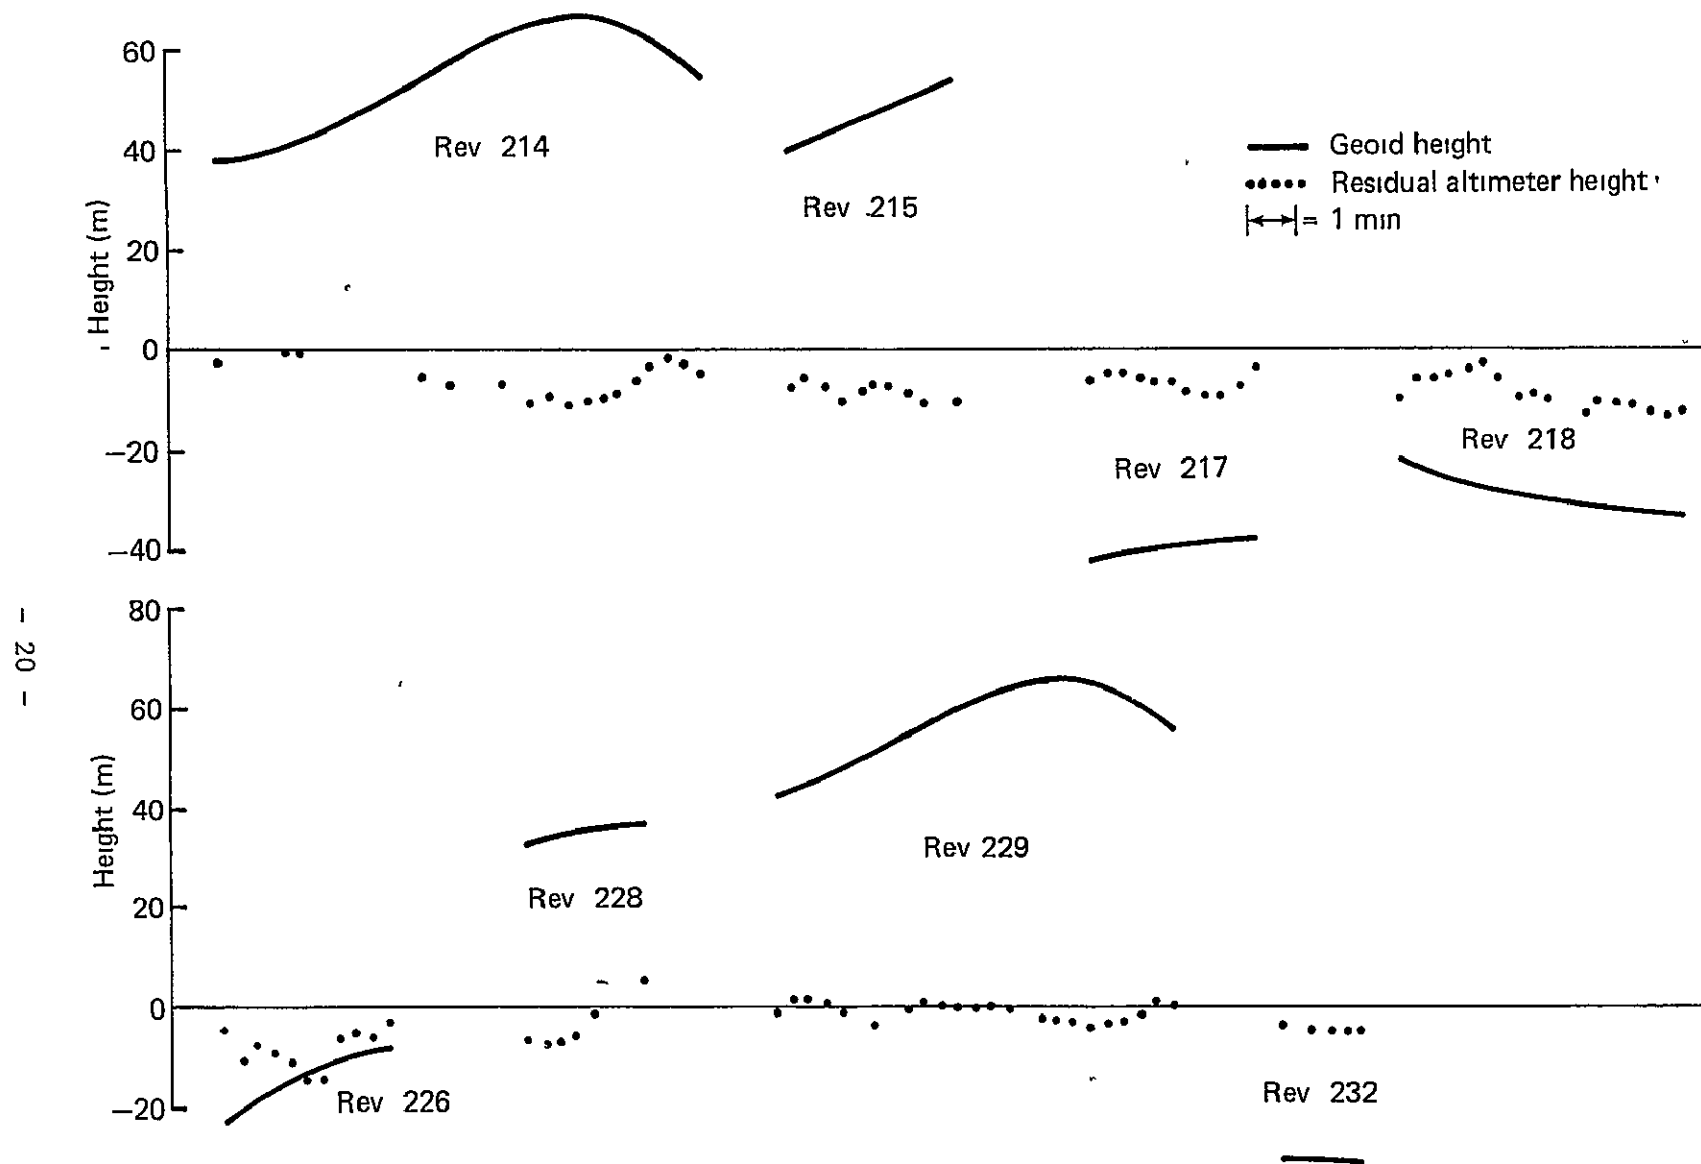 60
40
20
0
−20
−40
Height (m)
Rev 214
Rev 215
Geoid height
Residual altimeter height
= 1 min
Rev 217
Rev 218
80
60
40
20
0
−20
Height (m)
Rev 228
Rev 229
Rev 226
Rev 232
– 20 –